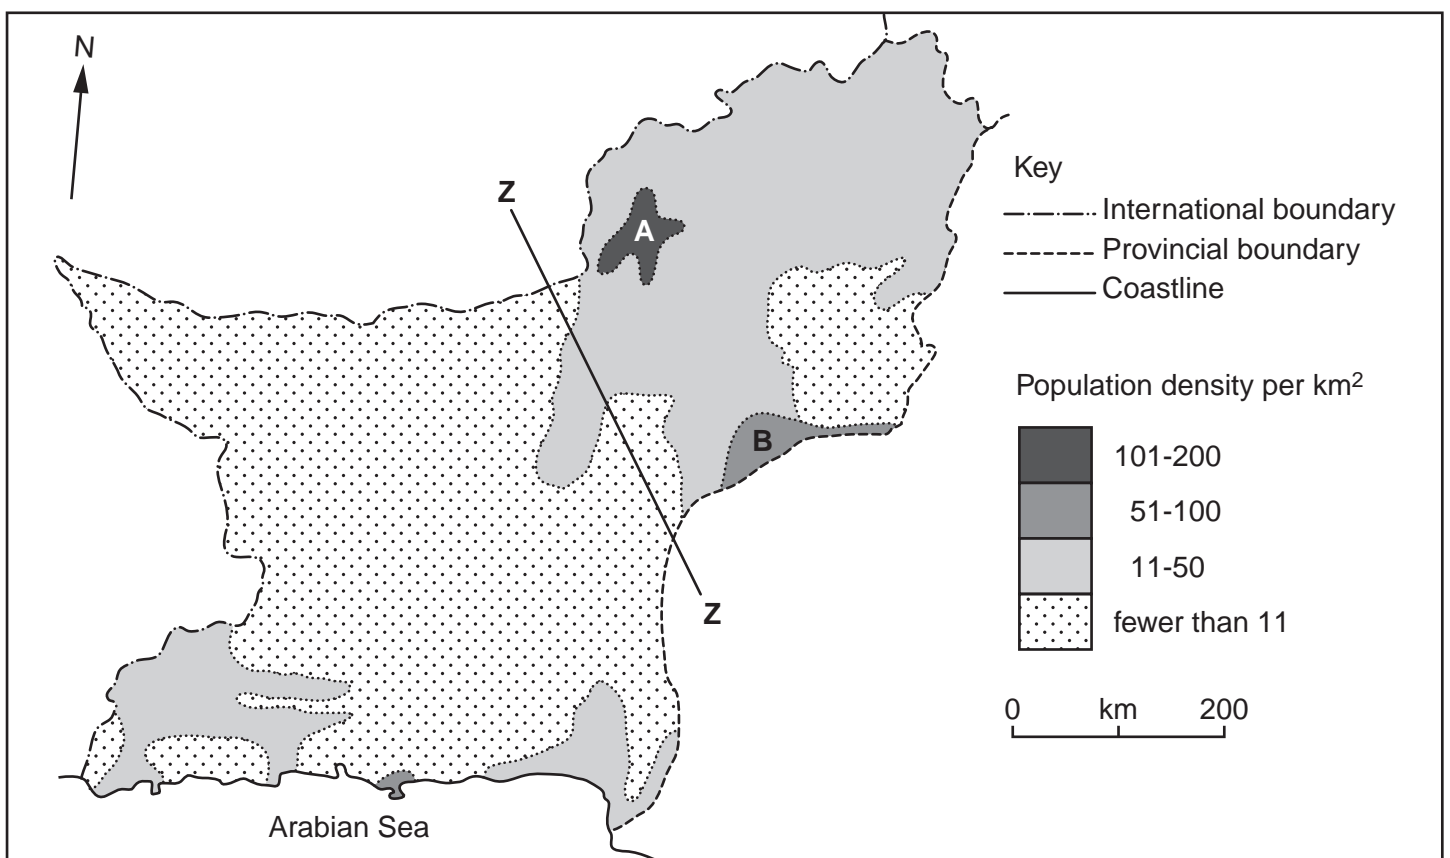 N
Z
A
Key
International boundary
Provincial boundary
Coastline
Population density per km²
B
101-200
51-100
11-50
fewer than 11
Z
0 km 200
Arabian Sea